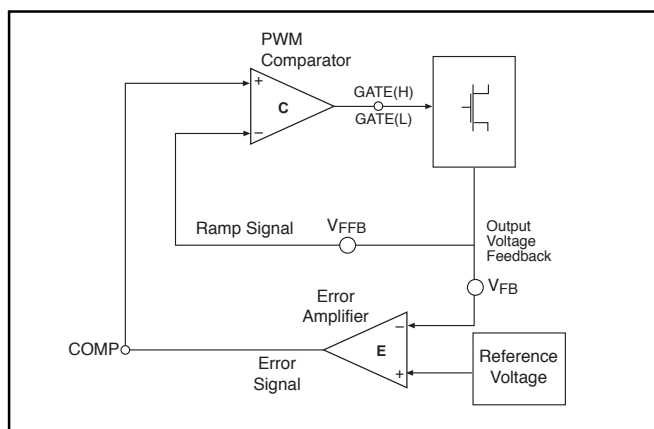 PWM
Comparator
+
C
−
GATE(H)
GATE(L)
Ramp Signal
VFFB
Output
Voltage
Feedback
VFB
Error
Amplifier
−
E
+
COMP
Error
Signal
Reference
Voltage